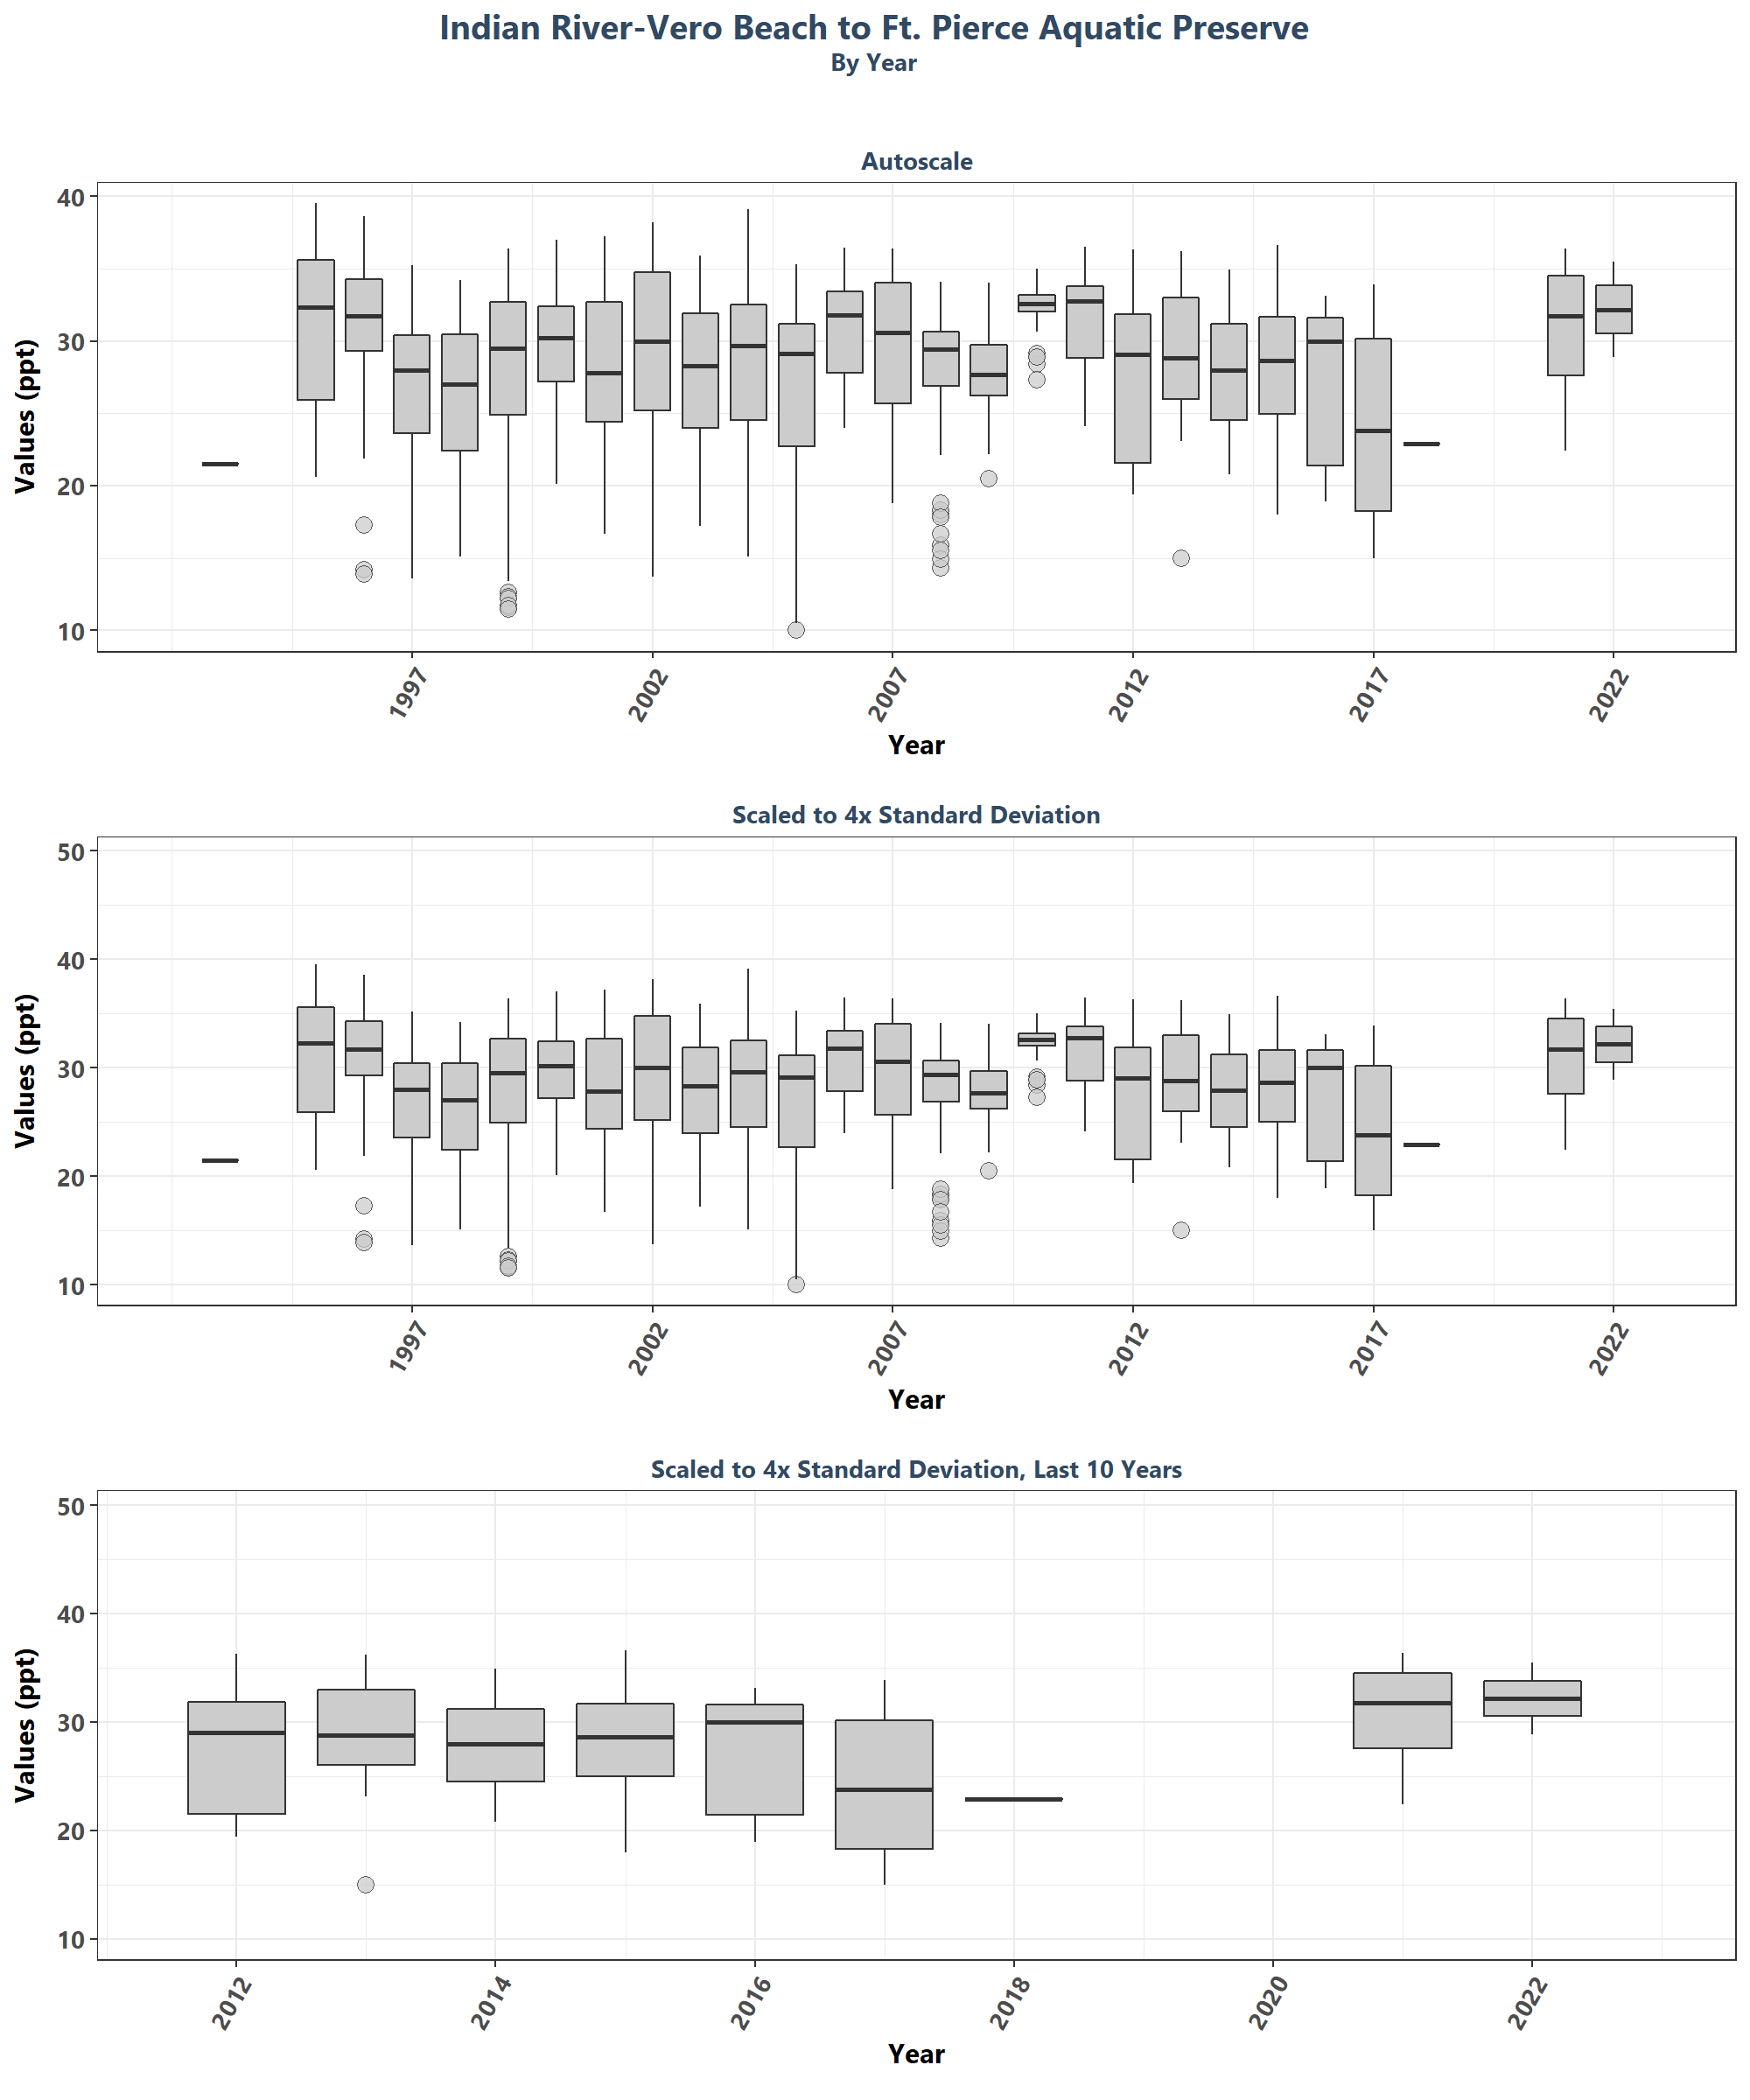 Indian River-Vero Beach to Ft. Pierce Aquatic Preserve
By Year
Autoscale
Values (ppt)
40
30
20
10
1997 2002 2007 2012 2017 2022
Year
Scaled to 4x Standard Deviation
Values (ppt)
50
40
30
20
10
1997 2002 2007 2012 2017 2022
Year
Scaled to 4x Standard Deviation, Last 10 Years
Values (ppt)
50
40
30
20
10
2012 2014 2016 2018 2020 2022
Year